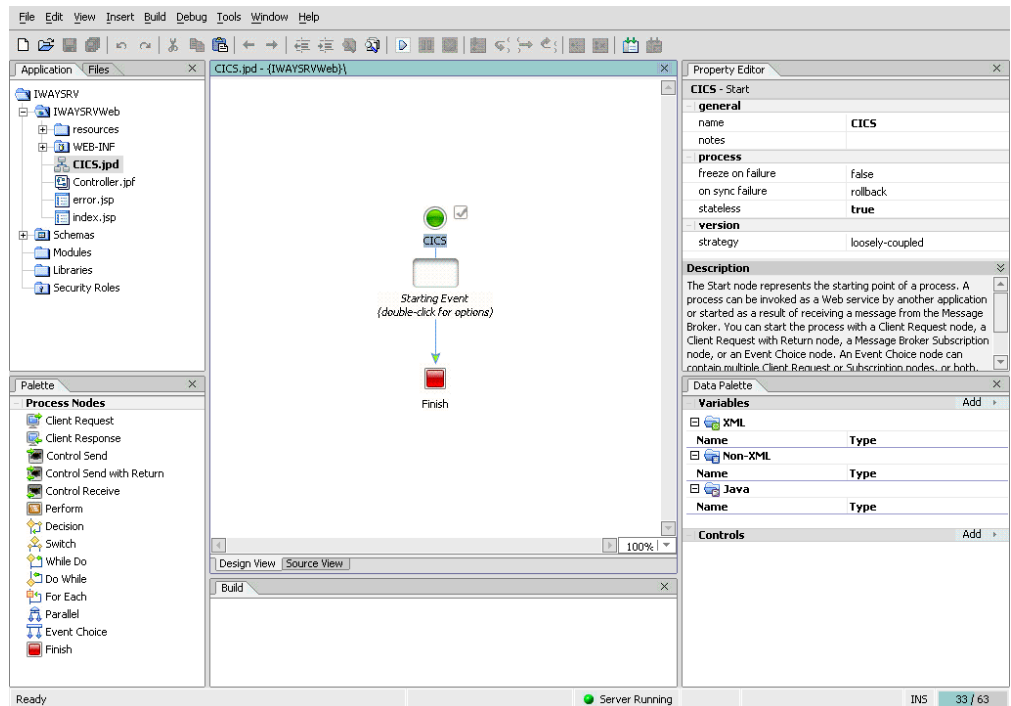 File Edit View Insert Build Debug Tools Window Help
Application Files
IWAYSRV
IWAYSRVWeb
resources
WEB-INF
CICS.jpd
Controller.jpf
error.jsp
index.jsp
Schemas
Modules
Libraries
Security Roles
Palette
Process Nodes
Client Request
Client Response
Control Send
Control Send with Return
Control Receive
Perform
Decision
Switch
While Do
Do While
For Each
Parallel
Event Choice
Finish
CICS.jpd - {IWAYSRVWeb}\
CICS
Starting Event
(double-click for options)
Finish
100%
Design View Source View
Build
Property Editor
CICS - Start
general
name CICS
notes
process
freeze on failure false
on sync failure rollback
stateless true
version
strategy loosely-coupled
Description
The Start node represents the starting point of a process. A
process can be invoked as a Web service by another application
or started as a result of receiving a message from the Message
Broker. You can start the process with a Client Request node, a
Client Request with Return node, a Message Broker Subscription
node, or an Event Choice node. An Event Choice node can
contain multiple Client Request or Subscription nodes, or both.
Data Palette
Variables Add
XML
Name Type
Non-XML
Name Type
Java
Name Type
Controls Add
Ready
Server Running
INS 33 / 63